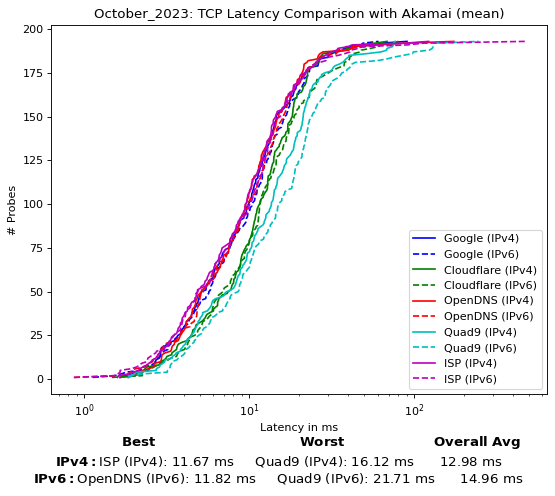 October_2023: TCP Latency Comparison with Akamai (mean)
200
175
150
125
100
75
50
25
0
# Probes
Google (IPv4)
Google (IPv6)
Cloudflare (IPv4)
Cloudflare (IPv6)
OpenDNS (IPv4)
OpenDNS (IPv6)
Quad9 (IPv4)
Quad9 (IPv6)
ISP (IPv4)
ISP (IPv6)
10⁰ 10¹ 10²
Latency in ms
Best Worst Overall Avg
IPv4: ISP (IPv4): 11.67 ms Quad9 (IPv4): 16.12 ms 12.98 ms
IPv6: OpenDNS (IPv6): 11.82 ms Quad9 (IPv6): 21.71 ms 14.96 ms